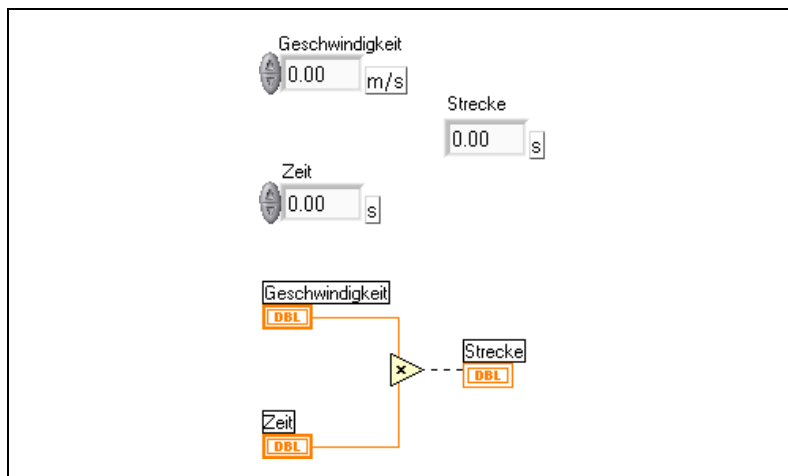 Geschwindigkeit
0.00 m/s
Strecke
0.00 s
Zeit
0.00 s
Geschwindigkeit
DBL
Strecke
×
DBL
Zeit
DBL